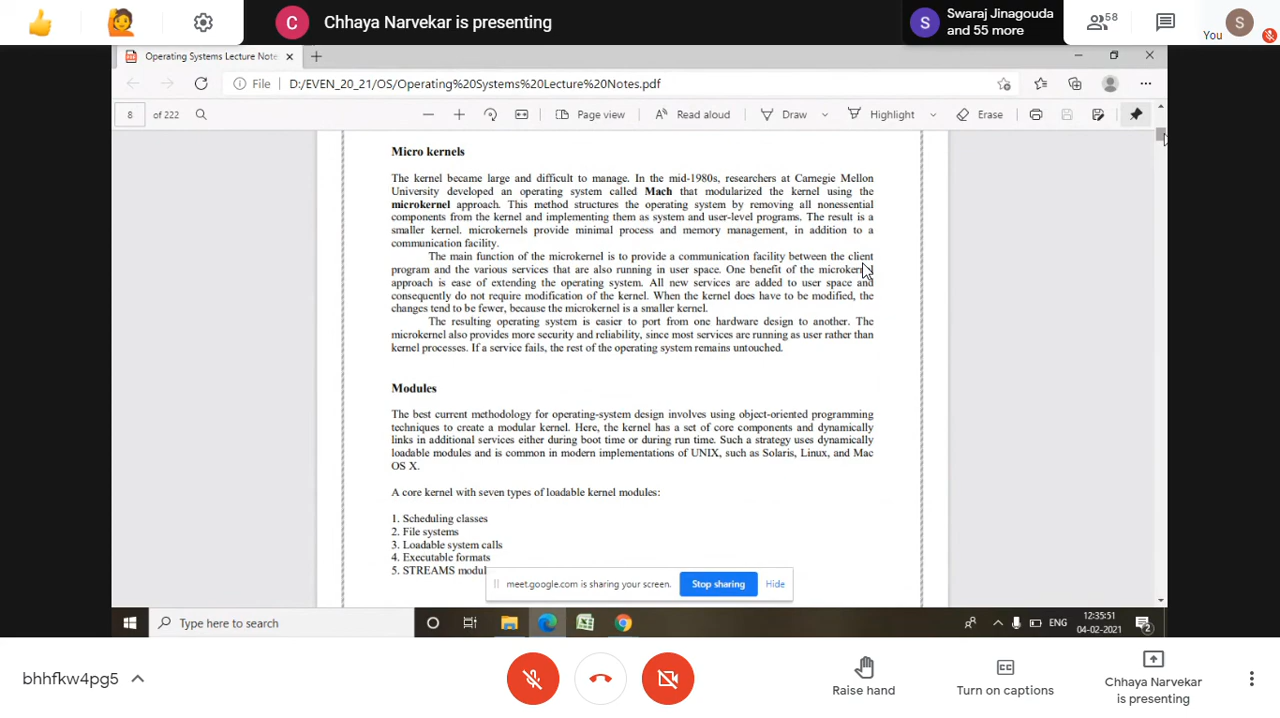 C
Chhaya Narvekar is presenting
S
Swaraj Jinagouda
and 55 more
58
S
You
Operating Systems Lecture Note
File
D:/EVEN_20_21/OS/Operating%20Systems%20Lecture%20Notes.pdf
8
of 222
Page view
Read aloud
Draw
Highlight
Erase
Micro kernels
The kernel became large and difficult to manage. In the mid-1980s, researchers at Carnegie Mellon
University developed an operating system called Mach that modularized the kernel using the
microkernel approach. This method structures the operating system by removing all nonessential
components from the kernel and implementing them as system and user-level programs. The result is a
smaller kernel. microkernels provide minimal process and memory management, in addition to a
communication facility.
The main function of the microkernel is to provide a communication facility between the client
program and the various services that are also running in user space. One benefit of the microkernel
approach is ease of extending the operating system. All new services are added to user space and
consequently do not require modification of the kernel. When the kernel does have to be modified, the
changes tend to be fewer, because the microkernel is a smaller kernel.
The resulting operating system is easier to port from one hardware design to another. The
microkernel also provides more security and reliability, since most services are running as user rather than
kernel processes. If a service fails, the rest of the operating system remains untouched.
Modules
The best current methodology for operating-system design involves using object-oriented programming
techniques to create a modular kernel. Here, the kernel has a set of core components and dynamically
links in additional services either during boot time or during run time. Such a strategy uses dynamically
loadable modules and is common in modern implementations of UNIX, such as Solaris, Linux, and Mac
OS X.
A core kernel with seven types of loadable kernel modules:
1. Scheduling classes
2. File systems
3. Loadable system calls
4. Executable formats
5. STREAMS modul
meet.google.com is sharing your screen.
Stop sharing
Hide
Type here to search
ENG
12:35:51
04-02-2021
2
bhhfkw4pg5
Raise hand
Turn on captions
Chhaya Narvekar
is presenting